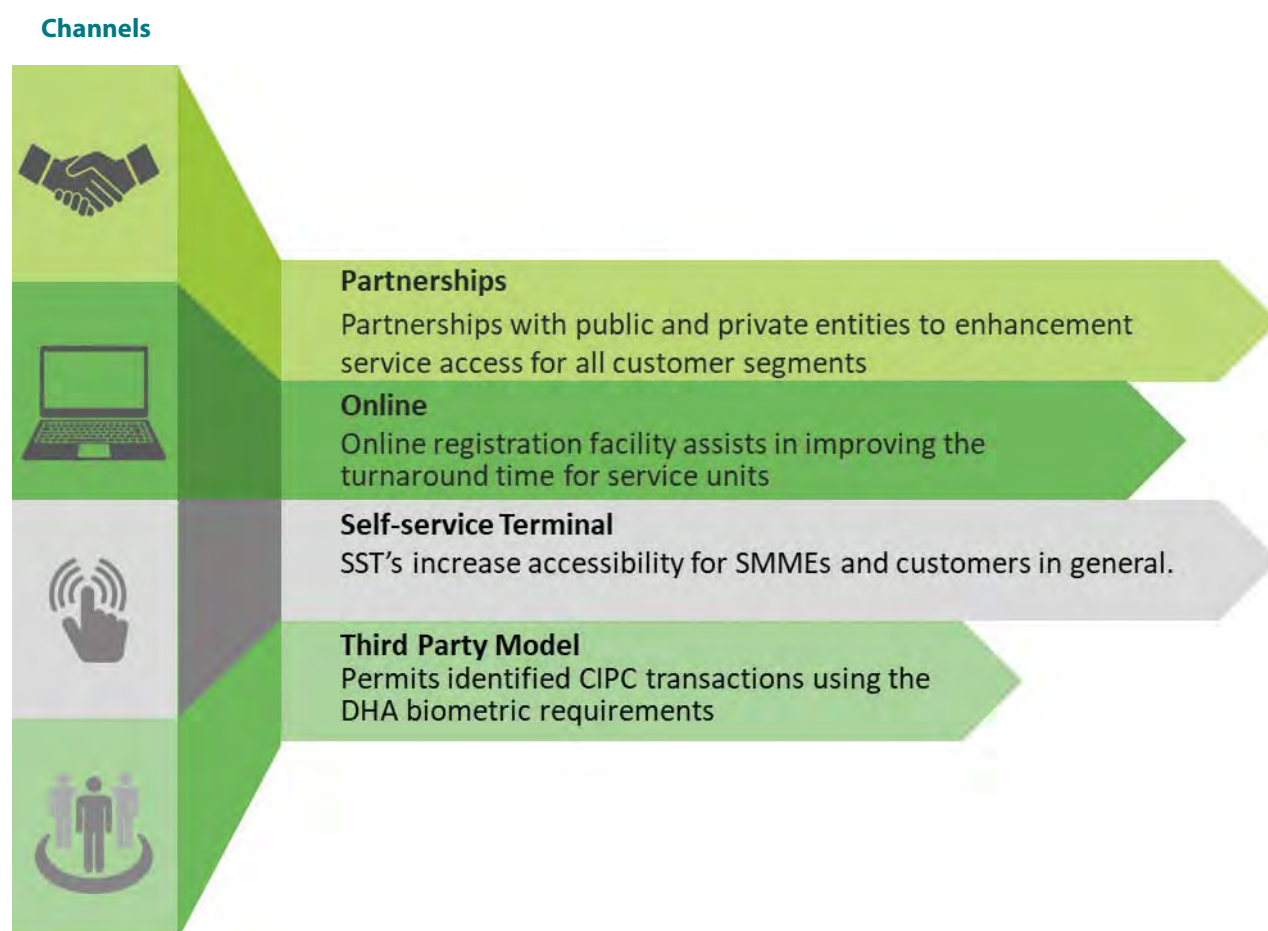 Channels
Partnerships
Partnerships with public and private entities to enhancement
service access for all customer segments
Online
Online registration facility assists in improving the
turnaround time for service units
Self-service Terminal
SST's increase accessibility for SMMEs and customers in general.
Third Party Model
Permits identified CIPC transactions using the
DHA biometric requirements